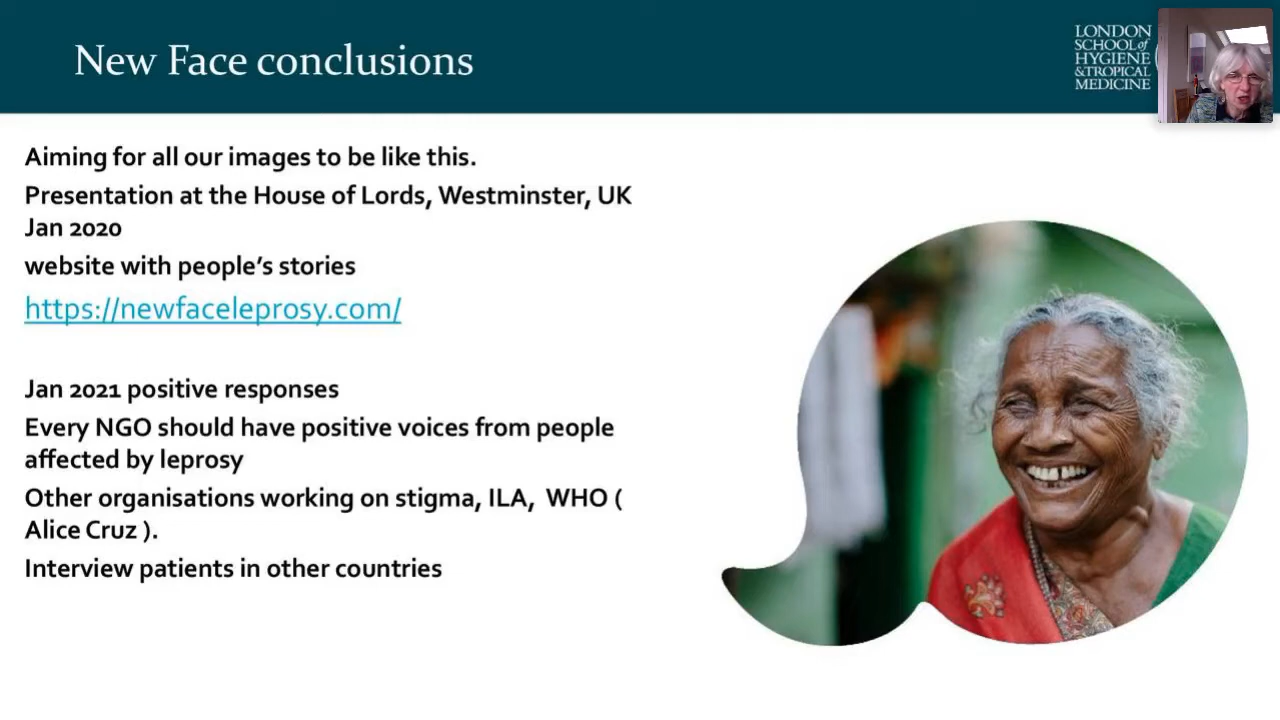 New Face conclusions
LONDON
SCHOOL of
HYGIENE
& TROPICAL
MEDICINE
Aiming for all our images to be like this.
Presentation at the House of Lords, Westminster, UK
Jan 2020
website with people’s stories
https://newfaceleprosy.com/
Jan 2021 positive responses
Every NGO should have positive voices from people
affected by leprosy
Other organisations working on stigma, ILA,  WHO (
Alice Cruz ).
Interview patients in other countries